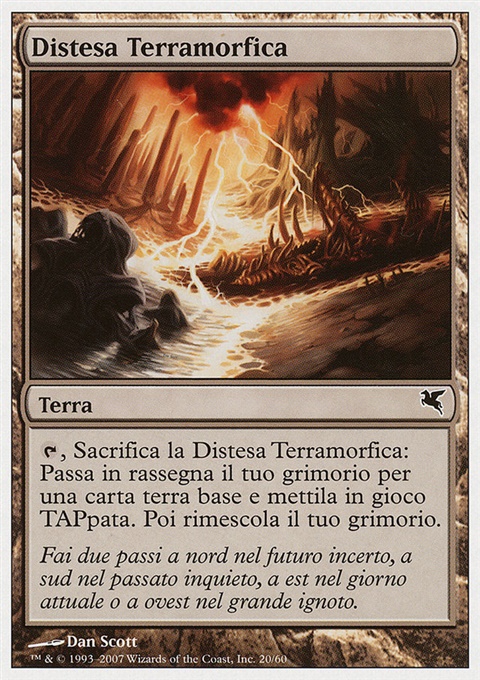 Distesa Terramorfica
Terra
, Sacrifica la Distesa Terramorfica:
Passa in rassegna il tuo grimorio per
una carta terra base e mettila in gioco
TAPpata. Poi rimescola il tuo grimorio.
Fai due passi a nord nel futuro incerto, a
sud nel passato inquieto, a est nel giorno
attuale o a ovest nel grande ignoto.
Dan Scott
™ & © 1993–2007 Wizards of the Coast, Inc. 20/60